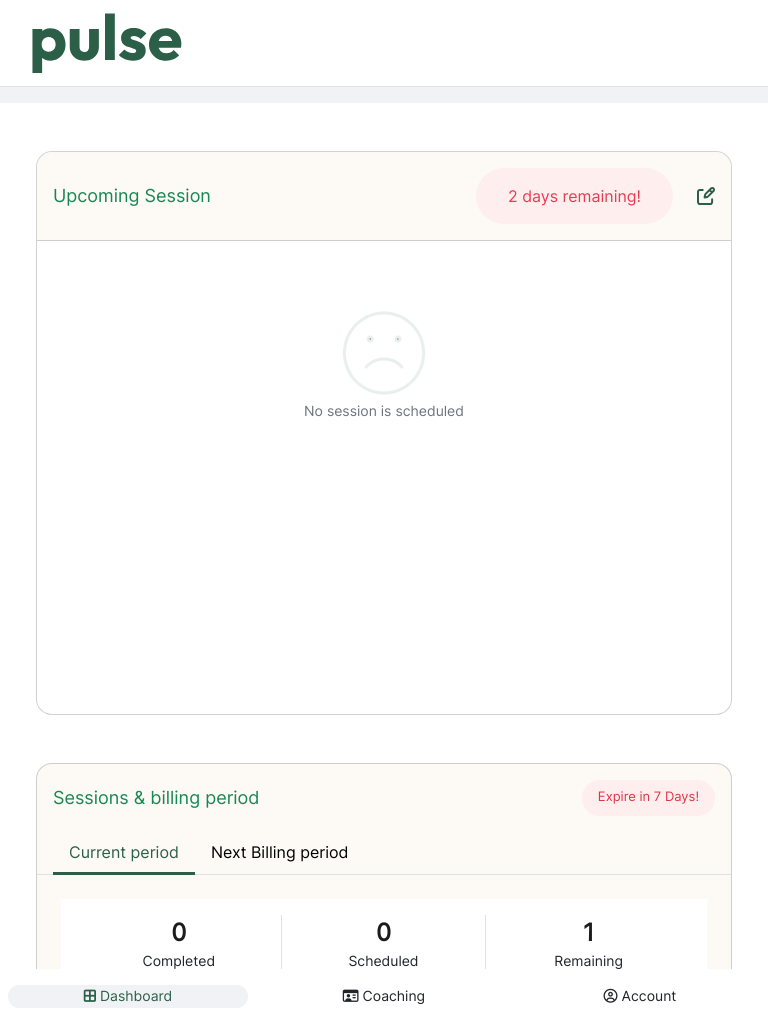 pulse
Upcoming Session
2 days remaining!
No session is scheduled
Sessions & billing period
Expire in 7 Days!
Current period
Next Billing period
0
0
1
Completed
Scheduled
Remaining
Dashboard
Coaching
Account